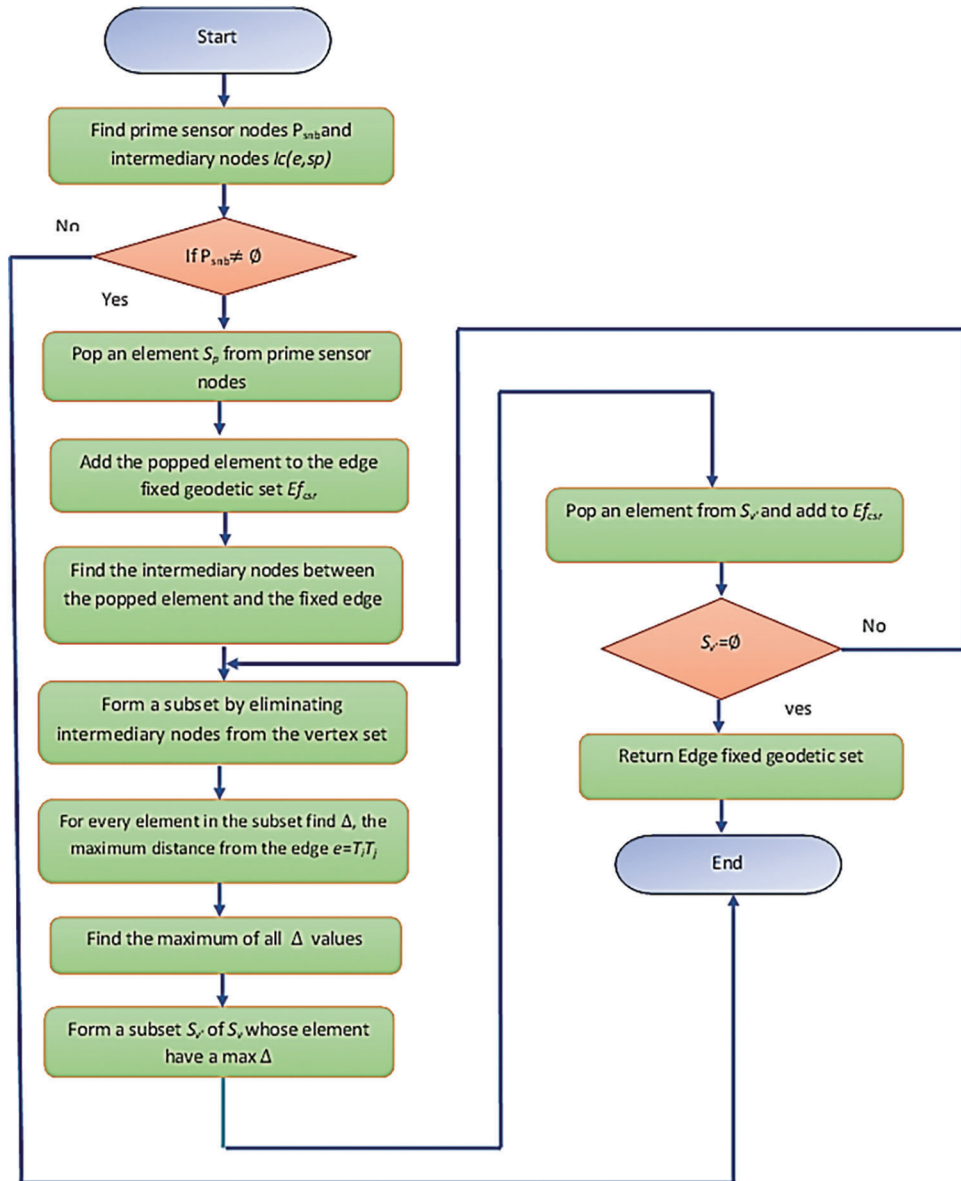 Start
Find prime sensor nodes Psnb and
intermediary nodes Ic(e,sp)
No
If Psnb≠ Ø
Yes
Pop an element Sp from prime sensor
nodes
Add the popped element to the edge
fixed geodetic set Efcsr
Find the intermediary nodes between
the popped element and the fixed edge
Form a subset by eliminating
intermediary nodes from the vertex set
For every element in the subset find Δ, the
maximum distance from the edge e=TiTj
Find the maximum of all Δ values
Form a subset Sv' of Sv whose element
have a max Δ
Pop an element from Sv' and add to Efcsr
Sv'=Ø
No
yes
Return Edge fixed geodetic set
End